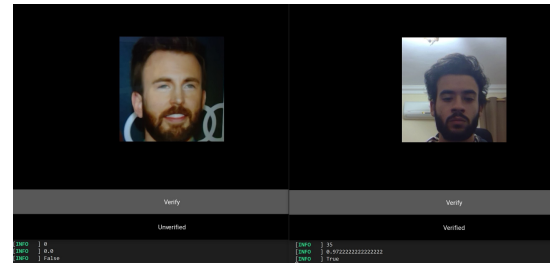 Verify
Unverified
[INFO ] 0
[INFO ] 0.0
[INFO ] False
Verify
Verified
[INFO ] 35
[INFO ] 0.9722222222222222
[INFO ] True